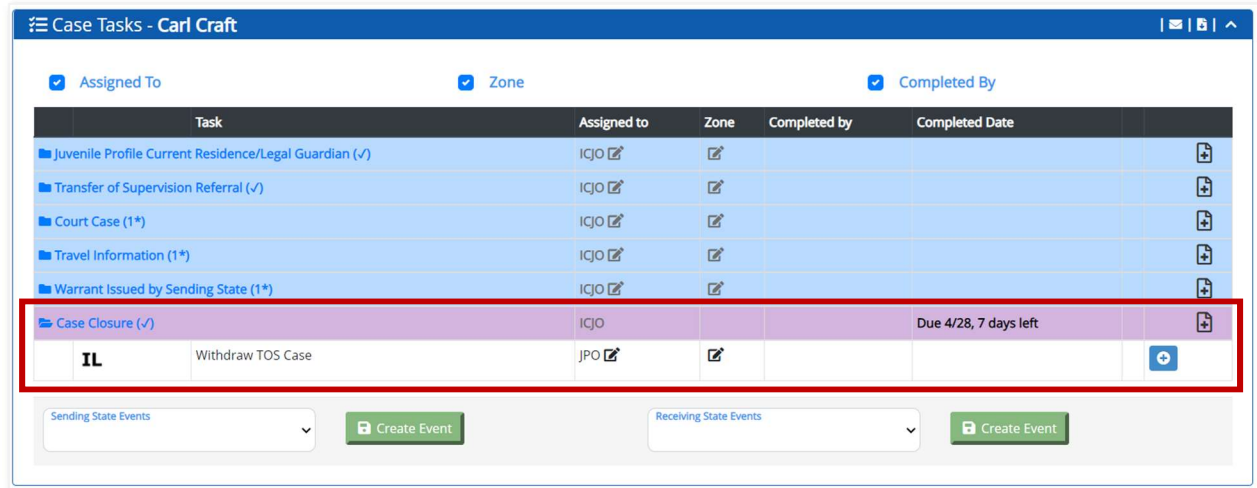 Case Tasks - Carl Craft
Assigned To Zone Completed By
Task Assigned to Zone Completed by Completed Date
Juvenile Profile Current Residence/Legal Guardian (✓) ICJO
Transfer of Supervision Referral (✓) ICJO
Court Case (1*) ICJO
Travel Information (1*) ICJO
Warrant Issued by Sending State (1*) ICJO
Case Closure (✓) ICJO Due 4/28, 7 days left
IL Withdraw TOS Case JPO
Sending State Events Create Event Receiving State Events Create Event